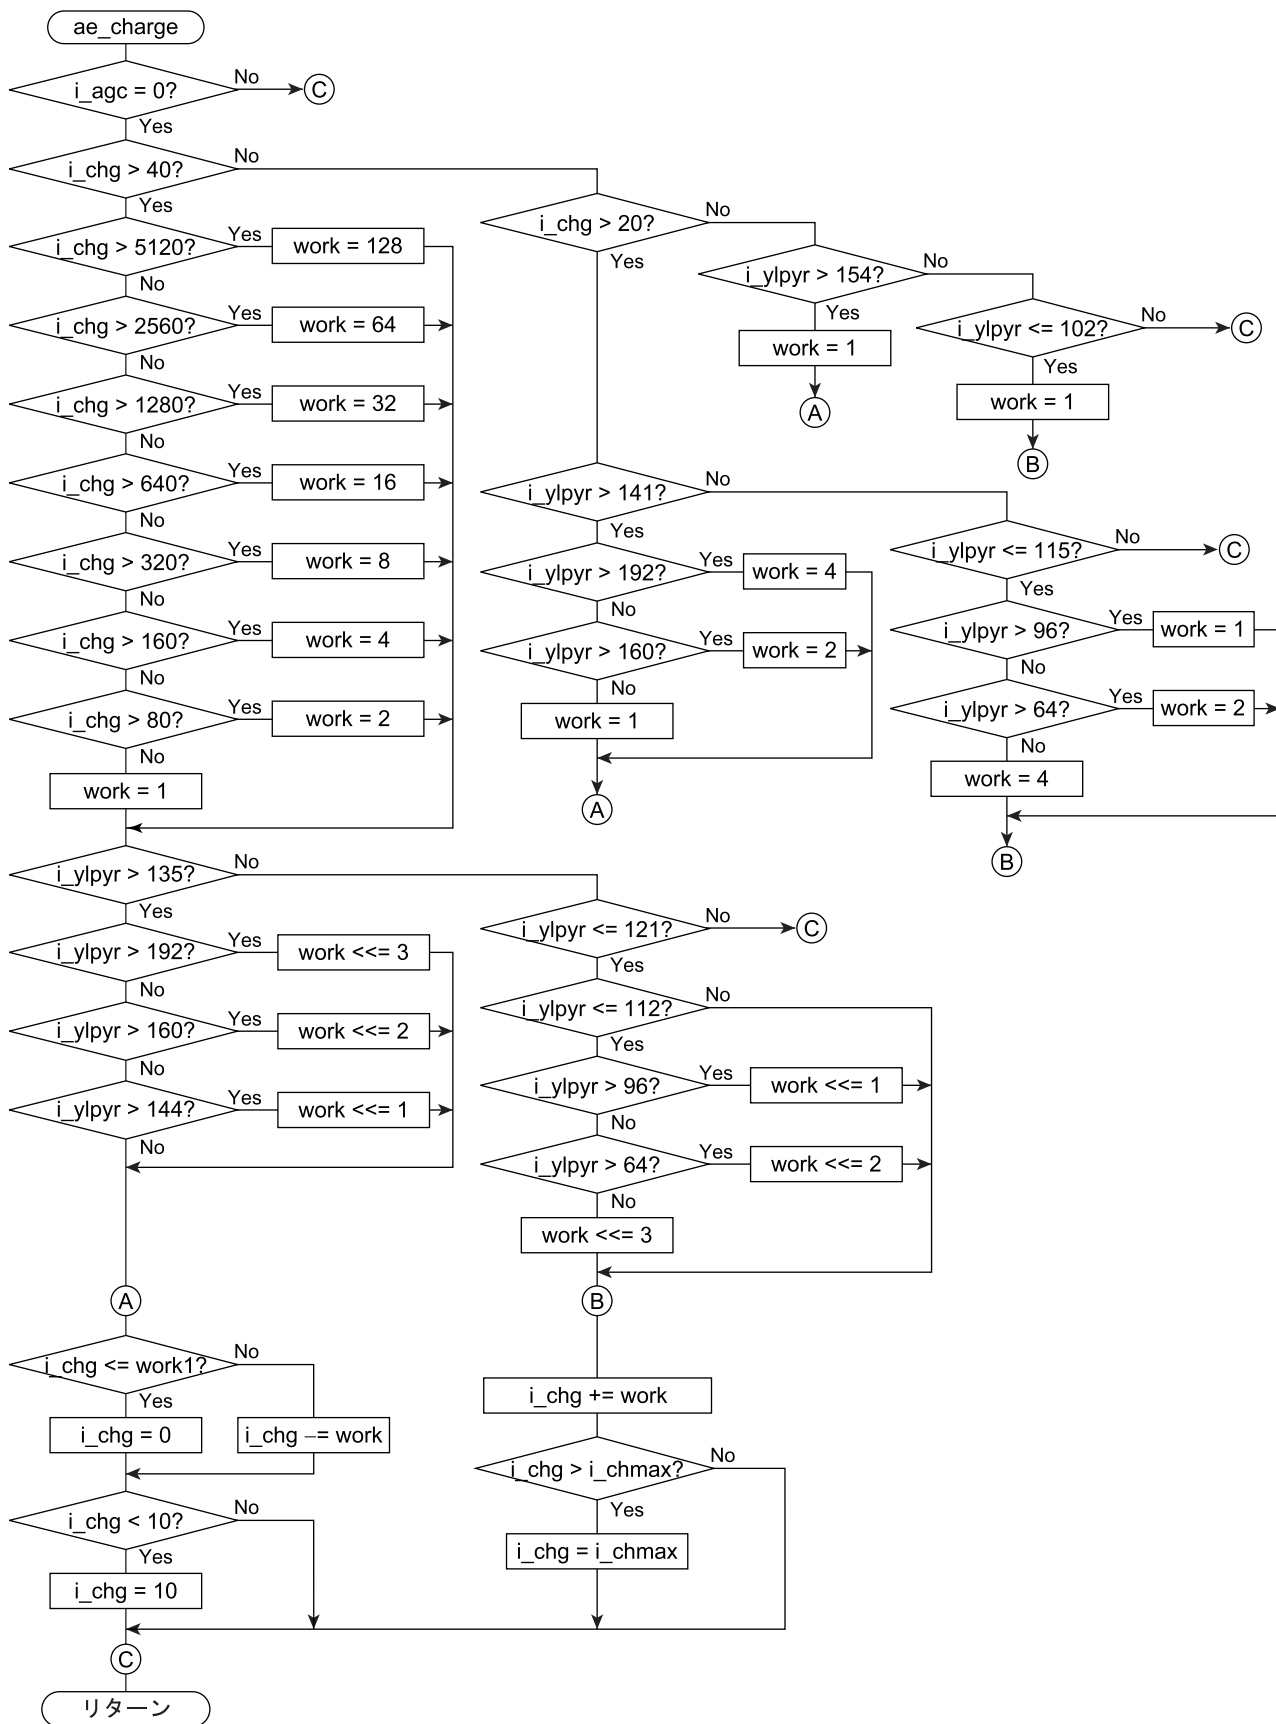 ae_charge
i_agc = 0?
No
C
Yes
i_chg > 40?
No
Yes
i_chg > 5120?
Yes
work = 128
No
i_chg > 2560?
Yes
work = 64
No
i_chg > 1280?
Yes
work = 32
No
i_chg > 640?
Yes
work = 16
No
i_chg > 320?
Yes
work = 8
No
i_chg > 160?
Yes
work = 4
No
i_chg > 80?
Yes
work = 2
No
work = 1
i_chg > 20?
No
Yes
i_ylpyr > 154?
No
Yes
work = 1
A
i_ylpyr <= 102?
No
C
Yes
work = 1
B
i_ylpyr > 141?
No
Yes
i_ylpyr > 192?
Yes
work = 4
No
i_ylpyr > 160?
Yes
work = 2
No
work = 1
A
i_ylpyr <= 115?
No
C
Yes
i_ylpyr > 96?
Yes
work = 1
No
i_ylpyr > 64?
Yes
work = 2
No
work = 4
B
i_ylpyr > 135?
No
Yes
i_ylpyr > 192?
Yes
work <<= 3
No
i_ylpyr > 160?
Yes
work <<= 2
No
i_ylpyr > 144?
Yes
work <<= 1
No
i_ylpyr <= 121?
No
C
Yes
i_ylpyr <= 112?
No
Yes
i_ylpyr > 96?
Yes
work <<= 1
No
i_ylpyr > 64?
Yes
work <<= 2
No
work <<= 3
A
i_chg <= work1?
No
Yes
i_chg = 0
i_chg −= work
i_chg < 10?
No
Yes
i_chg = 10
B
i_chg += work
i_chg > i_chmax?
No
Yes
i_chg = i_chmax
C
リターン